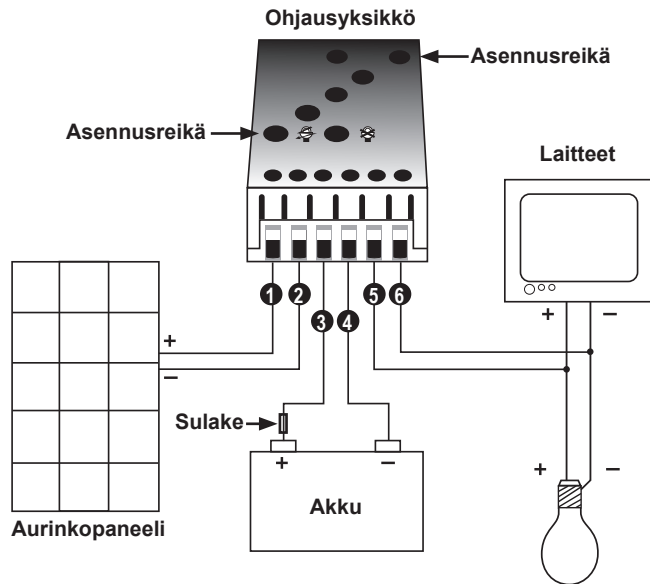 Ohjausyksikkö
Asennusreikä
Asennusreikä
Laitteet
1 2 3 4 5 6
+
−
+ −
Sulake
+ −
Akku
+ −
Aurinkopaneeli